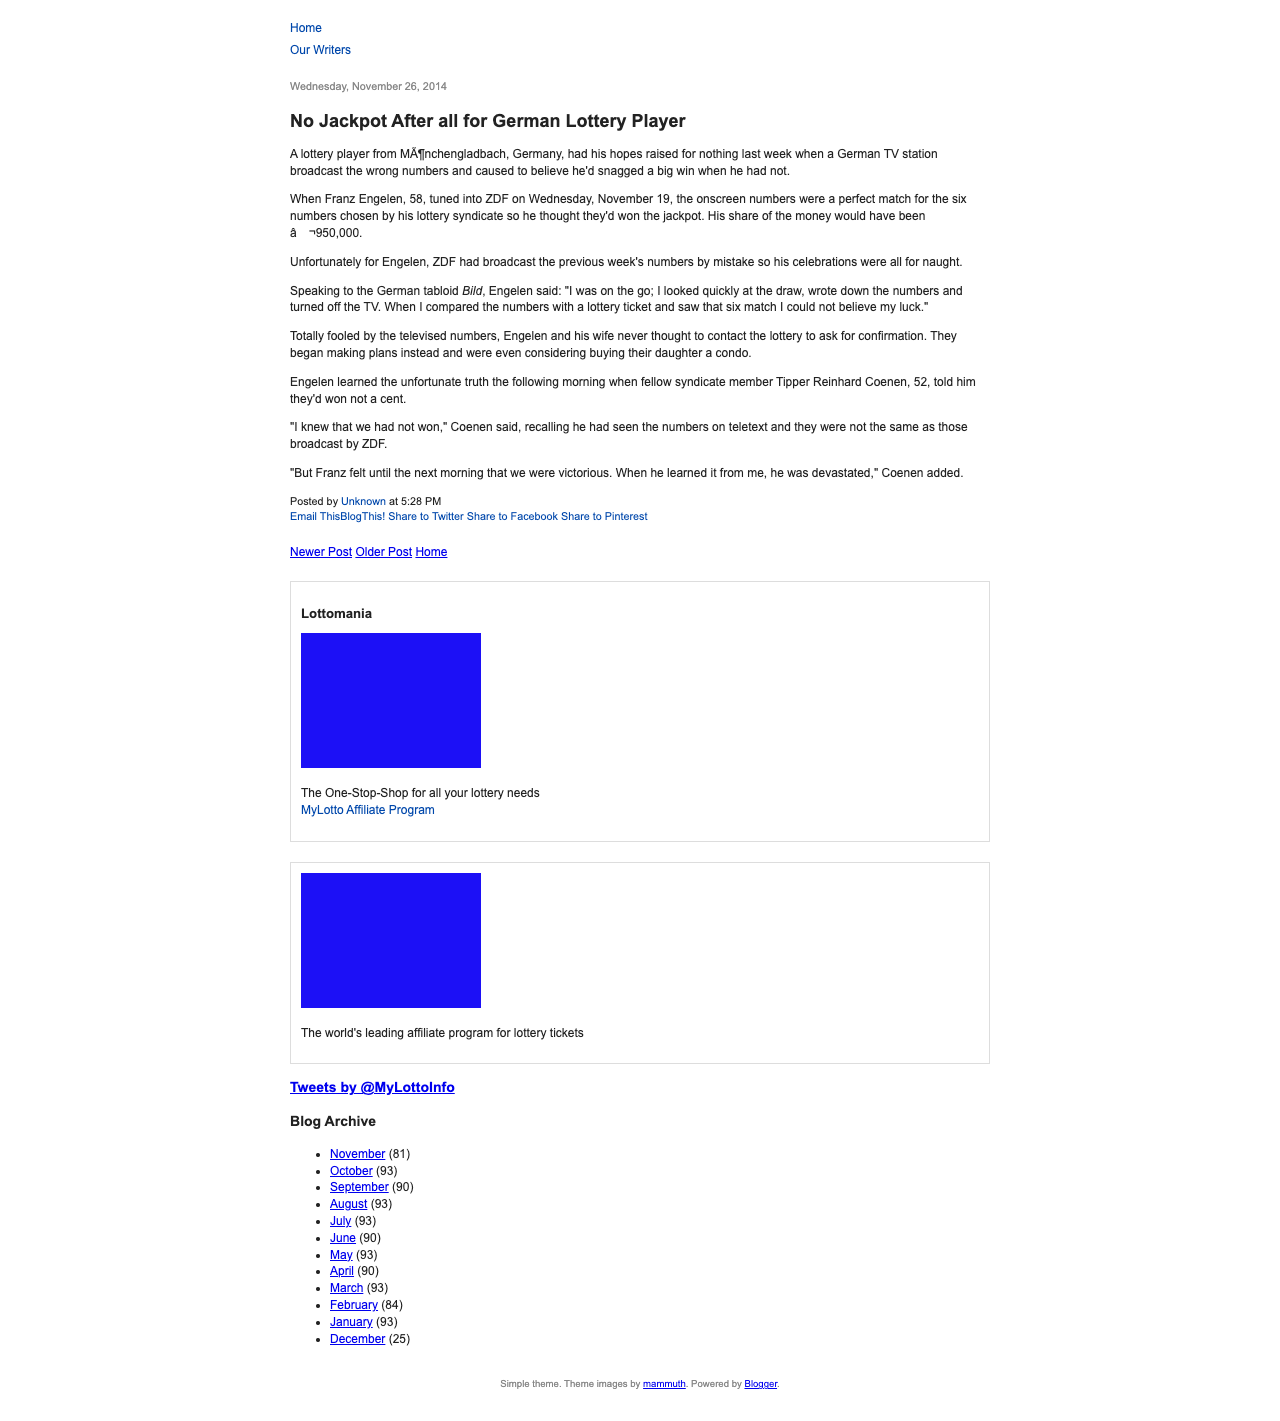 Home
Our Writers
Wednesday, November 26, 2014
No Jackpot After all for German Lottery Player
A lottery player from MÃ¶nchengladbach, Germany, had his hopes raised for nothing last week when a German TV station
broadcast the wrong numbers and caused to believe he'd snagged a big win when he had not.
When Franz Engelen, 58, tuned into ZDF on Wednesday, November 19, the onscreen numbers were a perfect match for the six
numbers chosen by his lottery syndicate so he thought they'd won the jackpot. His share of the money would have been
â ¬950,000.
Unfortunately for Engelen, ZDF had broadcast the previous week's numbers by mistake so his celebrations were all for naught.
Speaking to the German tabloid Bild, Engelen said: "I was on the go; I looked quickly at the draw, wrote down the numbers and
turned off the TV. When I compared the numbers with a lottery ticket and saw that six match I could not believe my luck."
Totally fooled by the televised numbers, Engelen and his wife never thought to contact the lottery to ask for confirmation. They
began making plans instead and were even considering buying their daughter a condo.
Engelen learned the unfortunate truth the following morning when fellow syndicate member Tipper Reinhard Coenen, 52, told him
they'd won not a cent.
"I knew that we had not won," Coenen said, recalling he had seen the numbers on teletext and they were not the same as those
broadcast by ZDF.
"But Franz felt until the next morning that we were victorious. When he learned it from me, he was devastated," Coenen added.
Posted by Unknown at 5:28 PM
Email ThisBlogThis! Share to Twitter Share to Facebook Share to Pinterest
Newer Post Older Post Home
Lottomania
The One-Stop-Shop for all your lottery needs
MyLotto Affiliate Program
The world's leading affiliate program for lottery tickets
Tweets by @MyLottoInfo
Blog Archive
November (81)
October (93)
September (90)
August (93)
July (93)
June (90)
May (93)
April (90)
March (93)
February (84)
January (93)
December (25)
Simple theme. Theme images by mammuth. Powered by Blogger.